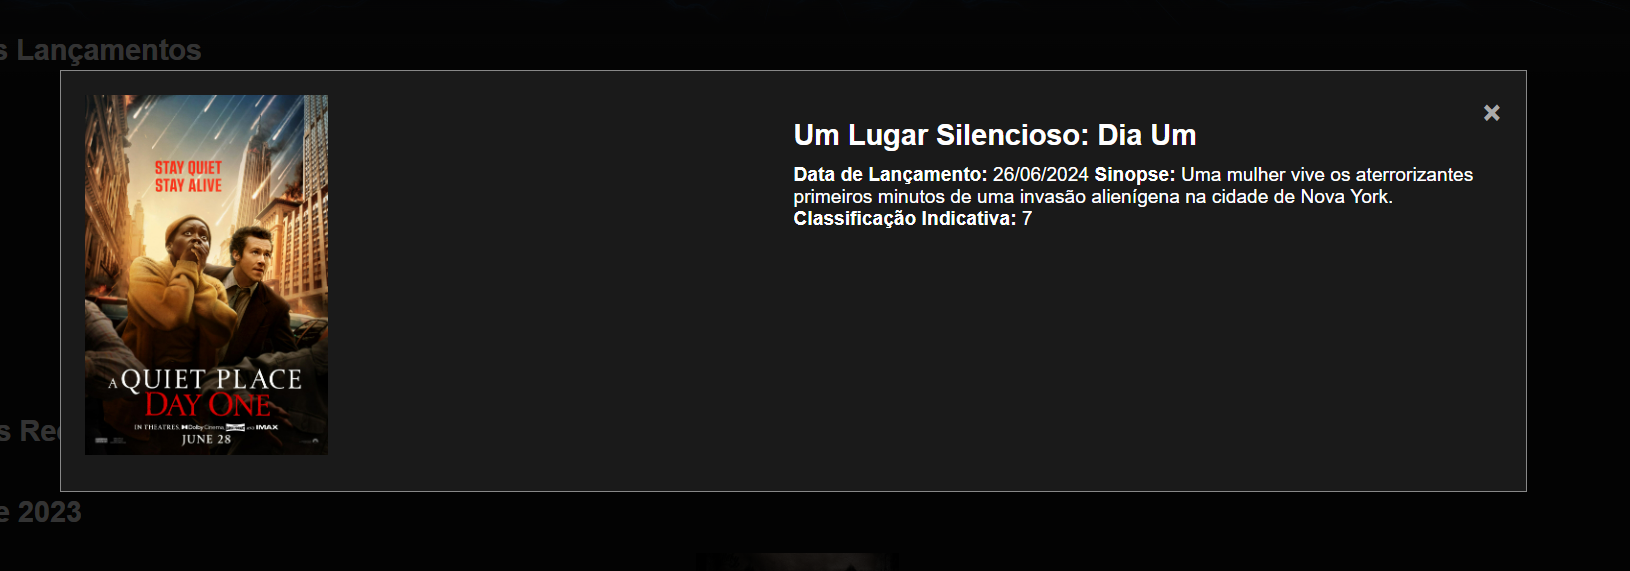 s Lançamentos
STAY QUIET
STAY ALIVE
A QUIET PLACE
DAY ONE
IN THEATRES, Dolby Cinema AND IMAX
JUNE 28
×
Um Lugar Silencioso: Dia Um
Data de Lançamento: 26/06/2024 Sinopse: Uma mulher vive os aterrorizantes
primeiros minutos de uma invasão alienígena na cidade de Nova York.
Classificação Indicativa: 7
s Re
e 2023